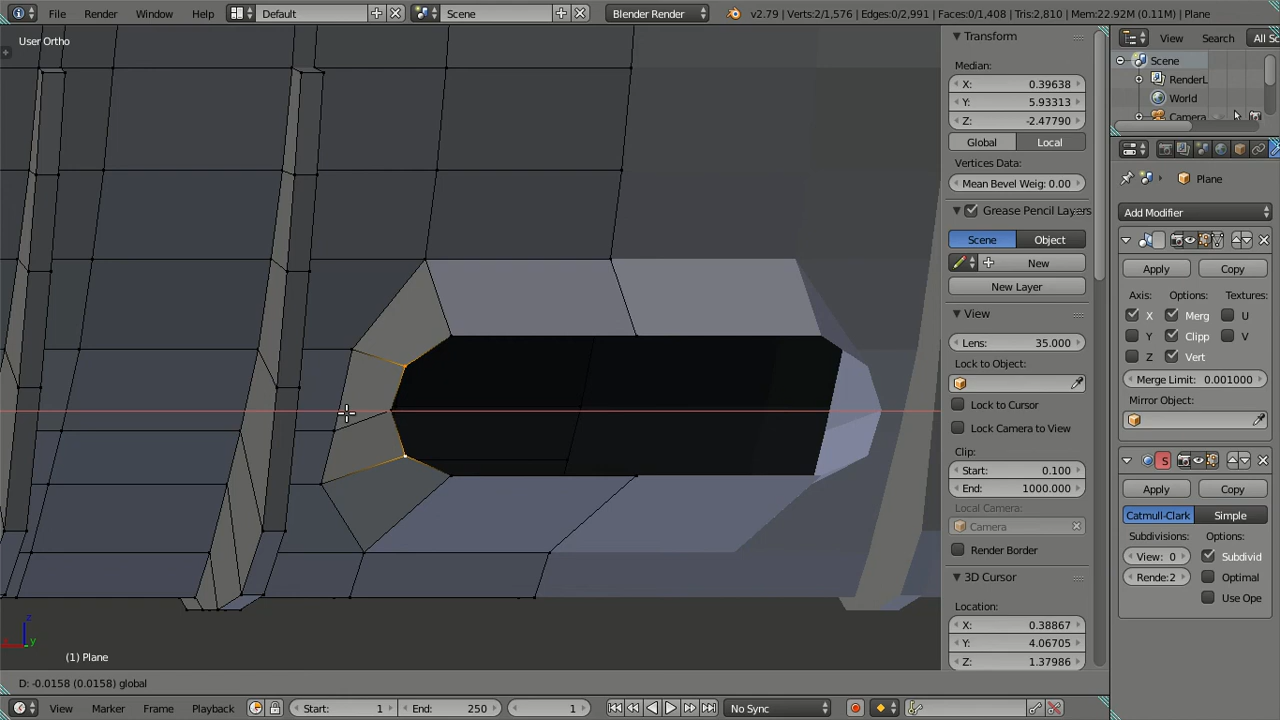 File
Render
Window
Help
Default
Scene
Blender Render
v2.79 | Verts:2/1,576 | Edges:0/2,991 | Faces:0/1,408 | Tris:2,810 | Mem:22.92M (0.11M) | Plane
User Ortho
(1) Plane
D: -0.0158 (0.0158) global
Transform
Median:
X: 0.39638
Y: 5.93313
Z: -2.47790
Global
Local
Vertices Data:
Mean Bevel Weig: 0.00
Grease Pencil Layers
Scene
Object
New
New Layer
View
Lens: 35.000
Lock to Object:
Lock to Cursor
Lock Camera to View
Clip:
Start: 0.100
End: 1000.000
Local Camera:
Camera
Render Border
3D Cursor
Location:
X: 0.38867
Y: 4.06705
Z: 1.37986
View
Search
All Sc
Scene
RenderL
World
Camera
Plane
Add Modifier
Apply
Copy
Axis:
Options:
Textures:
X
Merg
U
Y
Clipp
V
Z
Vert
Merge Limit: 0.001000
Mirror Object:
S
Apply
Copy
Catmull-Clark
Simple
Subdivisions:
Options:
View: 0
Subdivid
Rende:2
Optimal
Use Ope
View
Marker
Frame
Playback
Start: 1
End: 250
1
No Sync
x
y
z